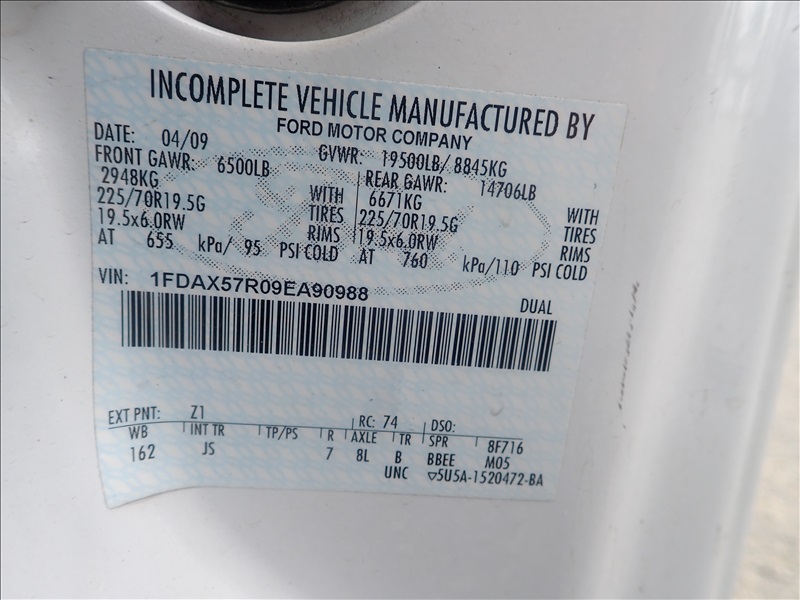 INCOMPLETE VEHICLE MANUFACTURED BY
FORD MOTOR COMPANY
DATE: 04/09 GVWR: 19500LB/ 8845KG
FRONT GAWR: 6500LB REAR GAWR: 14706LB
2948KG WITH 6671KG WITH
225/70R19.5G TIRES 225/70R19.5G TIRES
19.5x6.0RW RIMS 19.5x6.0RW RIMS
AT 655 kPa/ 95 PSI COLD AT 760 kPa/110 PSI COLD
VIN: 1FDAX57R09EA90988
DUAL
EXT PNT: Z1 RC: 74 DSO:
WB INT TR TP/PS R AXLE TR SPR 8F716
162 JS 7 8L B BBEE M05
UNC ▽5U5A-1520472-BA